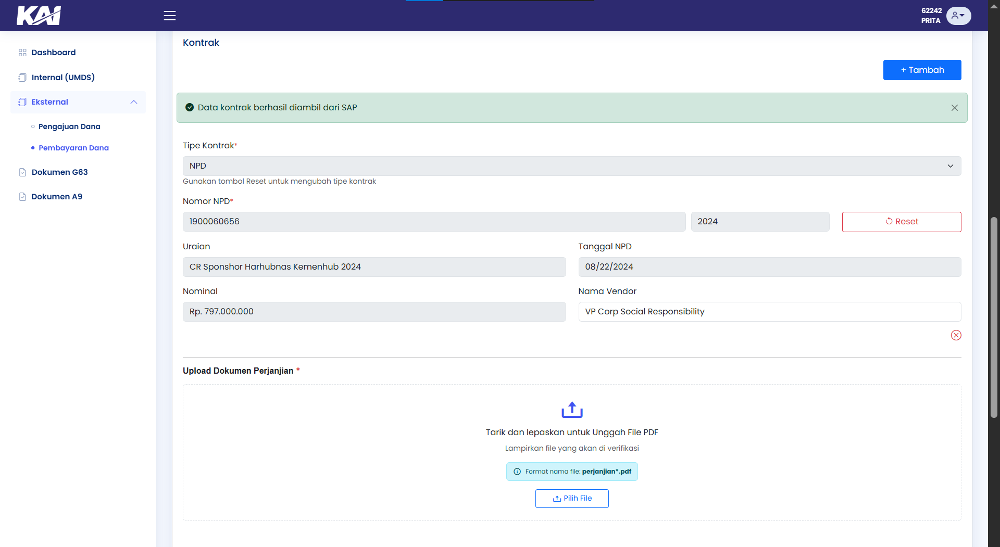 KAI
62242
PRITA
Dashboard
Internal (UMDS)
Eksternal
Pengajuan Dana
Pembayaran Dana
Dokumen G63
Dokumen A9
Kontrak
+ Tambah
Data kontrak berhasil diambil dari SAP
Tipe Kontrak*
NPD
Gunakan tombol Reset untuk mengubah tipe kontrak
Nomor NPD*
1900060656
2024
Reset
Uraian
Tanggal NPD
CR Sponshor Harhubnas Kemenhub 2024
08/22/2024
Nominal
Nama Vendor
Rp. 797.000.000
VP Corp Social Responsibility
Upload Dokumen Perjanjian *
Tarik dan lepaskan untuk Unggah File PDF
Lampirkan file yang akan di verifikasi
Format nama file: perjanjian*.pdf
Pilih File